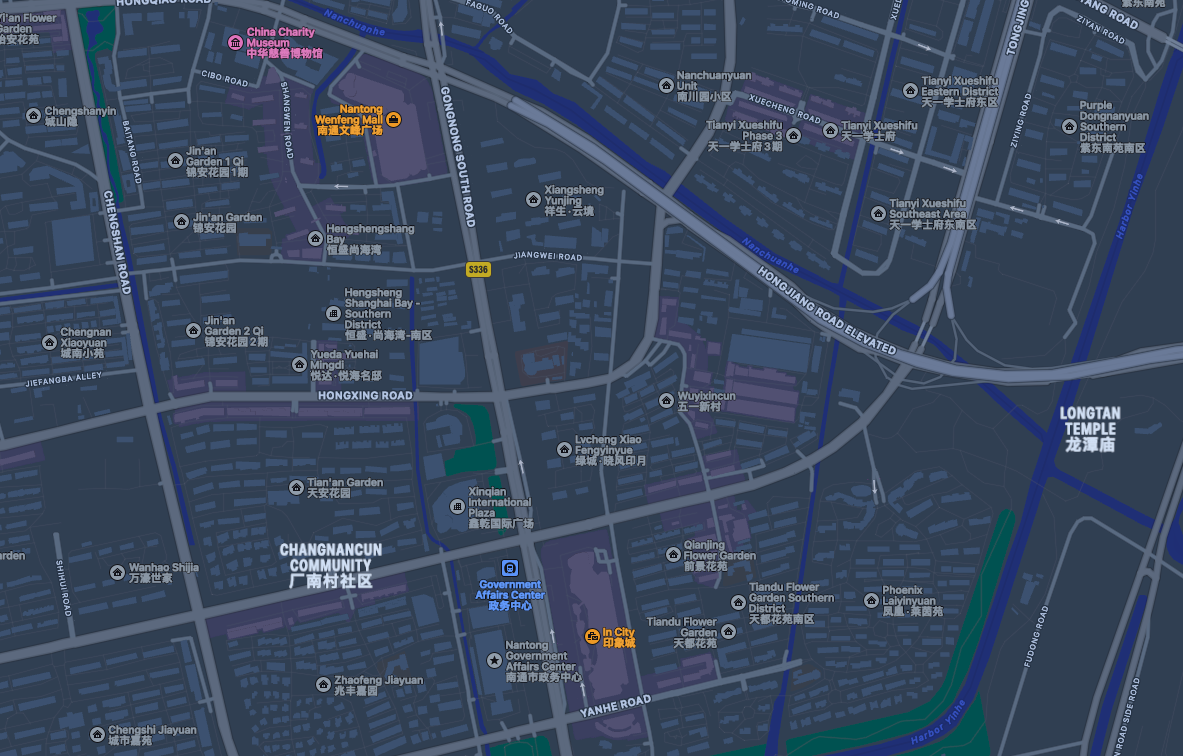 HONGQIAO ROAD
Nanchuanhe
FAGUO ROAD
TONGJING
ZIYANG ROAD
China Charity
Museum
中华慈善博物馆
CIBO ROAD
SHANGWEN ROAD
BAITANG ROAD
Chengshanyin
城山隐
Nantong
Wenfeng Mall
南通文峰广场
GONGNONG SOUTH ROAD
Nanchuanyuan
Unit
南川园小区
XUECHENG ROAD
Tianyi Xueshifu
Eastern District
天一学士府东区
ZIYING ROAD
Purple
Dongnanyuan
Southern
District
紫东南苑南区
Tianyi Xueshifu
Phase 3
天一学士府3期
Tianyi Xueshifu
天一学士府
Jin'an
Garden 1 Qi
锦安花园1期
CHENGSHAN ROAD
Jin'an Garden
锦安花园
Xiangsheng
Yunjing
祥生·云境
Tianyi Xueshifu
Southeast Area
天一学士府东南区
Harbor Yinhe
Hengshengshang
Bay
恒盛尚海湾
JIANGWEI ROAD
S336
Nanchuanhe
HONGJIANG ROAD ELEVATED
Hengsheng
Shanghai Bay -
Southern
District
恒盛·尚海湾-南区
Jin'an
Garden 2 Qi
锦安花园2期
Chengnan
Xiaoyuan
城南小苑
Yueda Yuehai
Mingdi
悦达·悦海名邸
JIEFANGBA ALLEY
HONGXING ROAD
Wuyixincun
五一新村
LONGTAN
TEMPLE
龙潭庙
Lvcheng Xiao
Fengyinyue
绿城·晓风印月
Tian'an Garden
天安花园
Xinqian
International
Plaza
鑫乾国际广场
CHANGNANCUN
COMMUNITY
厂南村社区
Wanhao Shijia
万濠世家
SHIHUI ROAD
Government
Affairs Center
政务中心
Qianjing
Flower Garden
前景花苑
Tiandu Flower
Garden Southern
District
天都花苑南区
Phoenix
Laiyinyuan
凤凰·莱茵苑
Tiandu Flower
Garden
天都花苑
In City
印象城
Nantong
Government
Affairs Center
南通市政务中心
FUDONG ROAD
Zhaofeng Jiayuan
兆丰嘉园
YANHE ROAD
Harbor Yinhe
Chengshi Jiayuan
城市嘉苑
ROAD SIDE ROAD